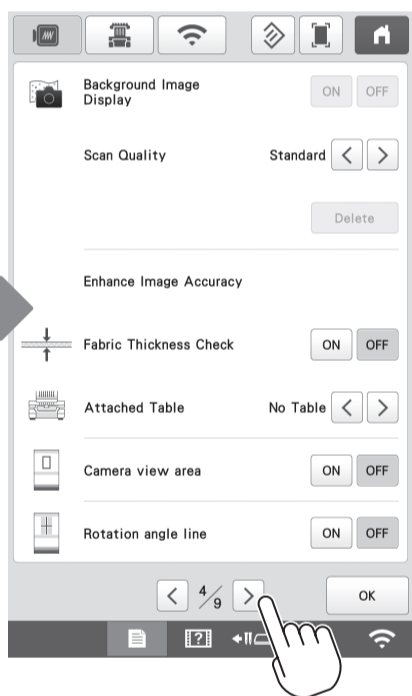 Background Image
Display
ON OFF
Scan Quality Standard
Delete
Enhance Image Accuracy
Fabric Thickness Check ON OFF
Attached Table No Table
Camera view area ON OFF
Rotation angle line ON OFF
< 4/9 > OK